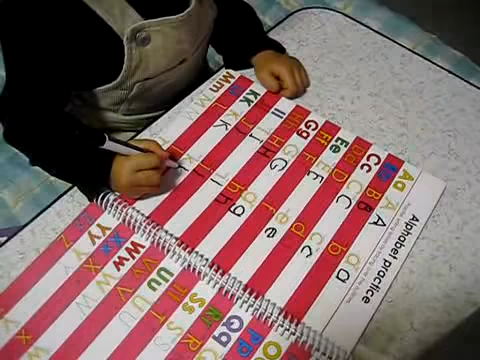 Alphabet practice
Aa A a
Bb B b
Cc C c
Dd D d
Ee E e
Ff F f
Gg G g
Hh H h
Ii I i
Jj J j
Kk K k
Ll L l
Mm M
Oo
Pp
Qq
Rr R
Ss S s
Tt T t
Uu U u
Vv V v
Ww W w
Xx X x
Yy Y y
Zz Z